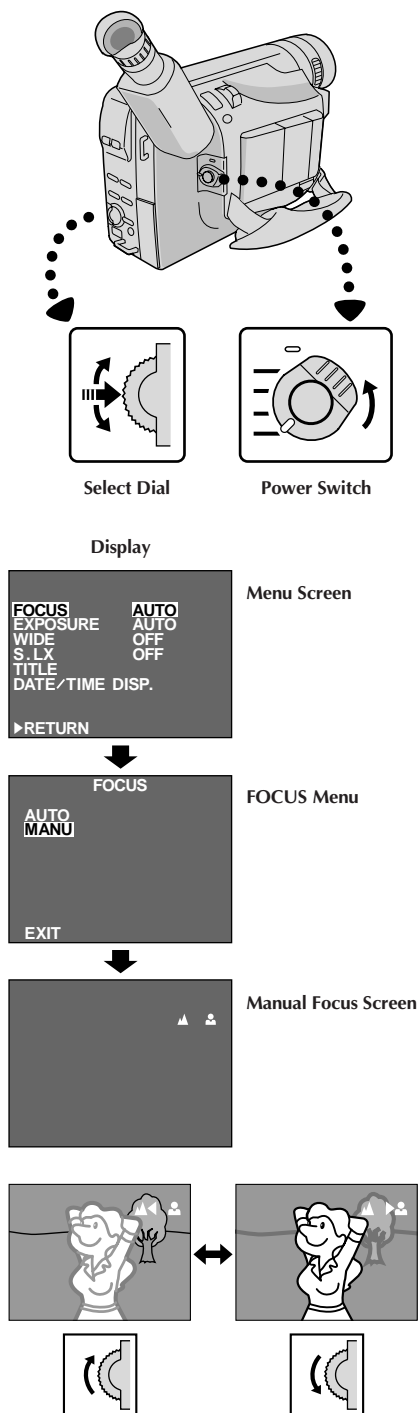 Select Dial
Power Switch
Display
FOCUS AUTO
EXPOSURE AUTO
WIDE OFF
S.LX OFF
TITLE
DATE/TIME DISP.
▶RETURN
Menu Screen
FOCUS
AUTO
MANU
EXIT
FOCUS Menu
Manual Focus Screen